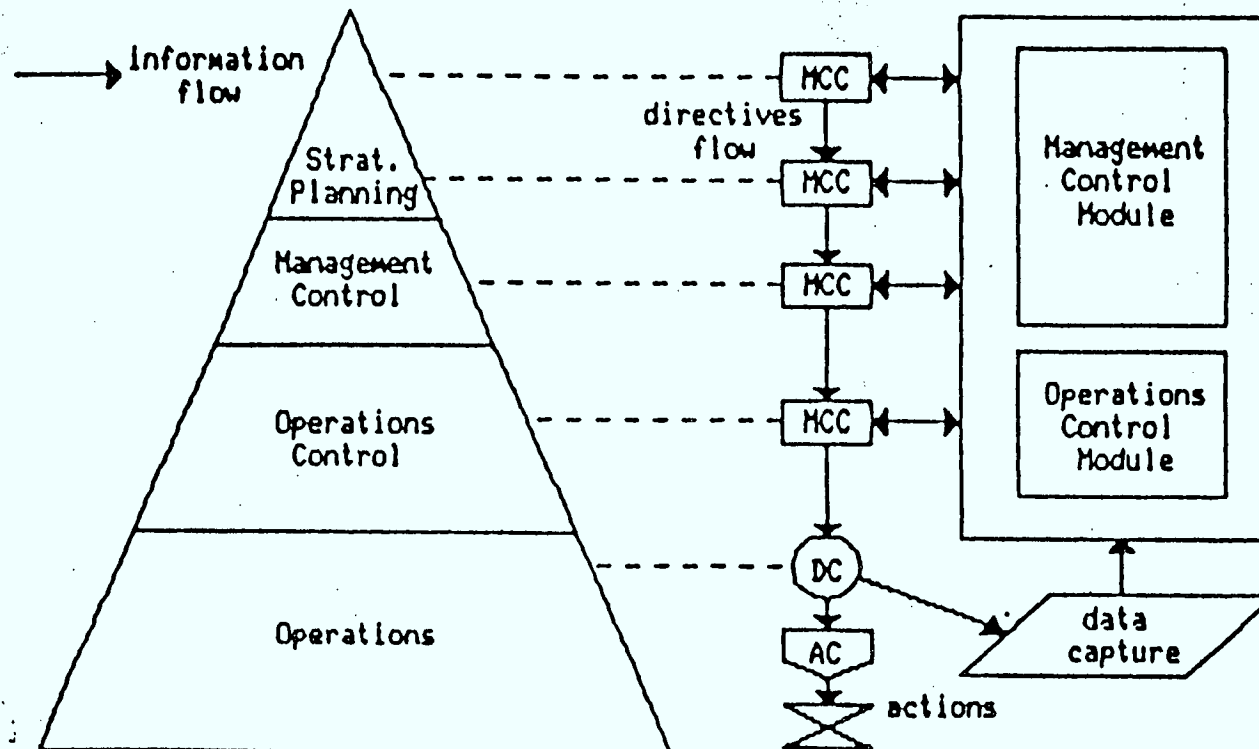 Information
flow
Strat.
Planning
Management
Control
Operations
Control
Operations
directives
flow
MCC
MCC
MCC
MCC
DC
AC
actions
Management
Control
Module
Operations
Control
Module
data
capture